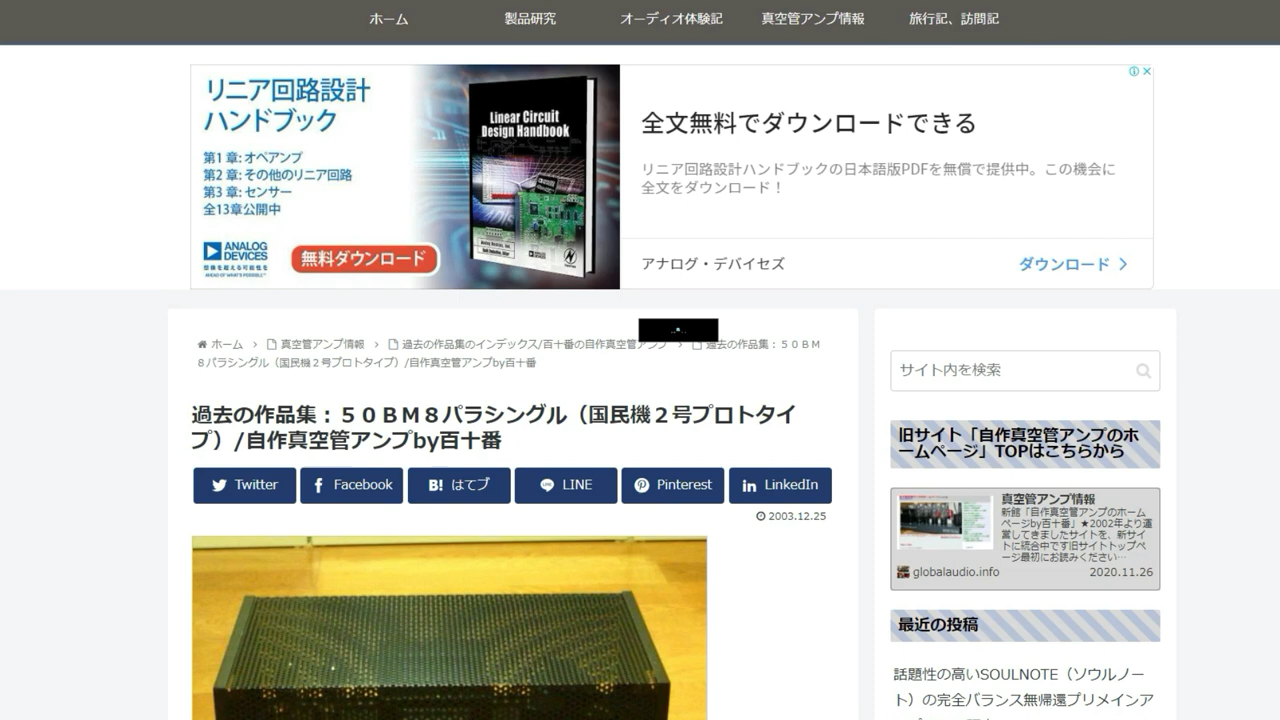 ホーム
製品研究
オーディオ体験記
真空管アンプ情報
旅行記、訪問記
リニア回路設計
ハンドブック
第1章: オペアンプ
第2章: その他のリニア回路
第3章: センサー
全13章公開中
ANALOG
DEVICES
想像を超える可能性を
AHEAD OF WHAT'S POSSIBLE™
無料ダウンロード
Linear Circuit
Design Handbook
全文無料でダウンロードできる
リニア回路設計ハンドブックの日本語版PDFを無償で提供中。この機会に
全文をダウンロード！
アナログ・デバイセズ
ダウンロード
ホーム > 真空管アンプ情報 > 過去の作品集のインデックス/百十番の自作真空管アンプ > 過去の作品集：５０ＢＭ
８パラシングル（国民機２号プロトタイプ）/自作真空管アンプby百十番
過去の作品集：５０ＢＭ８パラシングル（国民機２号プロトタイ
プ）/自作真空管アンプby百十番
Twitter
Facebook
B! はてブ
LINE
Pinterest
LinkedIn
2003.12.25
サイト内を検索
旧サイト「自作真空管アンプのホ
ームページ」TOPはこちらから
真空管アンプ情報
新館「自作真空管アンプのホーム
ページby百十番」★2002年より運
営してきましたサイトを、新サイ
トに統合中です旧サイトトップペ
ージ最初にお読みください…
globalaudio.info
2020.11.26
最近の投稿
話題性の高いSOULNOTE（ソウルノー
ト）の完全バランス無帰還プリメインア